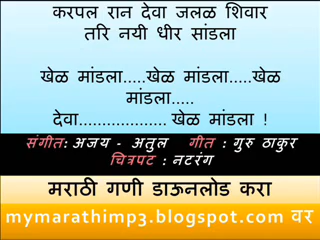 करपल रान देवा जलळ शिवार
तरि नयी धीर सांडला
खेळ मांडला.....खेळ मांडला.....खेळ
मांडला.....
देवा................... खेळ मांडला !
संगीत: अजय - अतुल गीत : गुरु ठाकुर
चित्रपट : नटरंग
मराठी गणी डाऊनलोड करा
mymarathimp3.blogspot.com वर